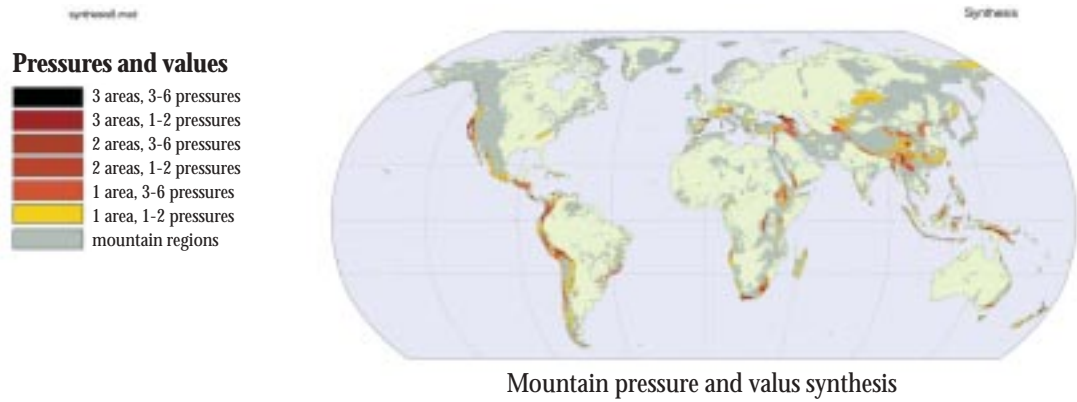 Synthesis
Pressures and values
3 areas, 3-6 pressures
3 areas, 1-2 pressures
2 areas, 3-6 pressures
2 areas, 1-2 pressures
1 area, 3-6 pressures
1 area, 1-2 pressures
mountain regions
Mountain pressure and valus synthesis